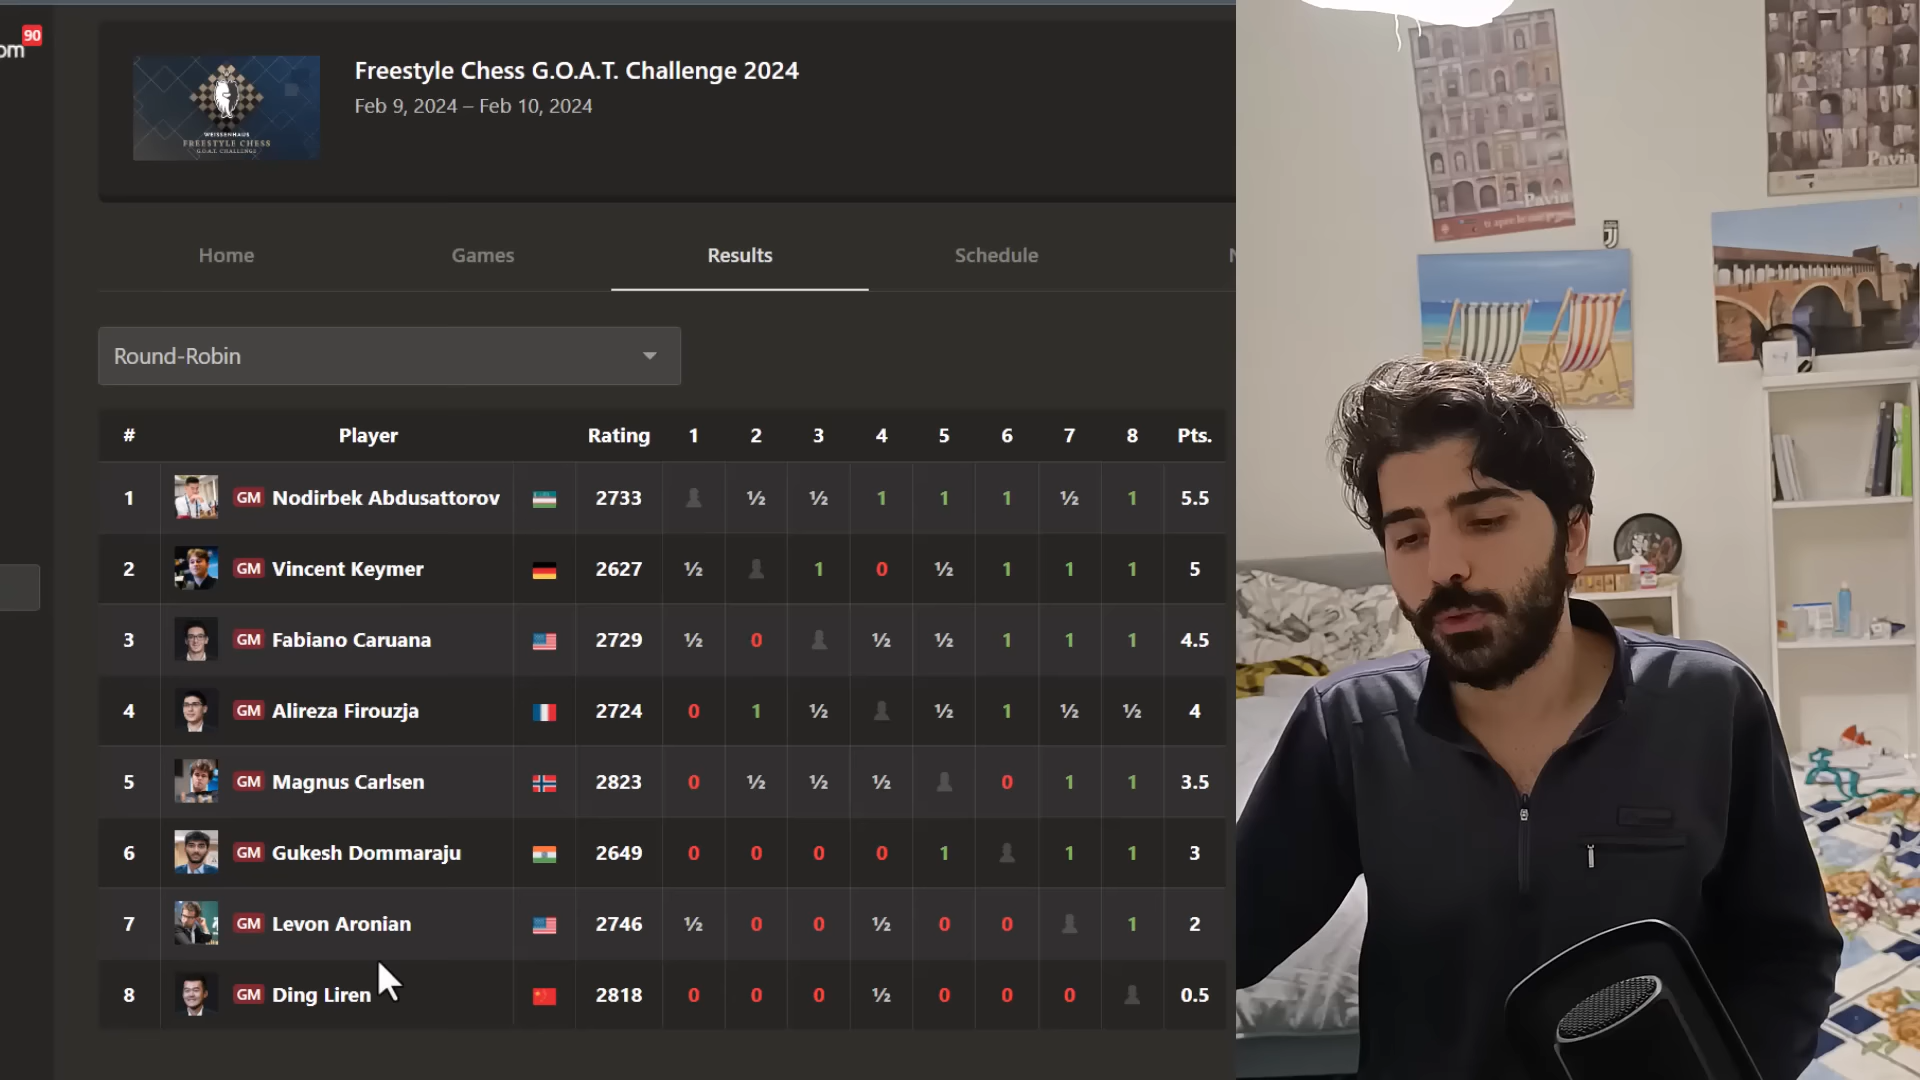 om
90
WEISSENHAUS
FREESTYLE CHESS
G.O.A.T. CHALLENGE
Freestyle Chess G.O.A.T. Challenge 2024
Feb 9, 2024 – Feb 10, 2024
Home Games Results Schedule N
Round-Robin
# Player Rating 1 2 3 4 5 6 7 8 Pts.
1 GM Nodirbek Abdusattorov 2733 ½ ½ 1 1 1 ½ 1 5.5
2 GM Vincent Keymer 2627 ½ 1 0 ½ 1 1 1 5
3 GM Fabiano Caruana 2729 ½ 0 ½ ½ 1 1 1 4.5
4 GM Alireza Firouzja 2724 0 1 ½ ½ 1 ½ ½ 4
5 GM Magnus Carlsen 2823 0 ½ ½ ½ 0 1 1 3.5
6 GM Gukesh Dommaraju 2649 0 0 0 0 1 1 1 3
7 GM Levon Aronian 2746 ½ 0 0 ½ 0 0 1 2
8 GM Ding Liren 2818 0 0 0 ½ 0 0 0 0.5
Pavia
Pavia